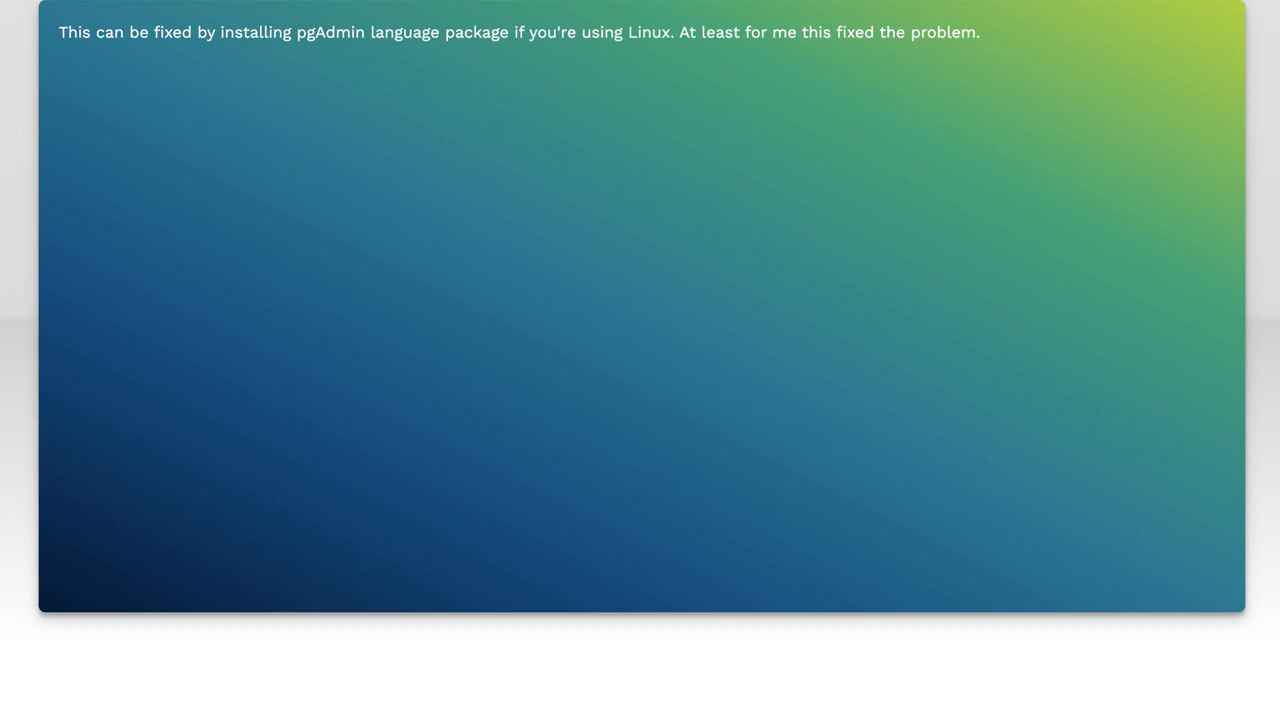 This can be fixed by installing pgAdmin language package if you're using Linux. At least for me this fixed the problem.